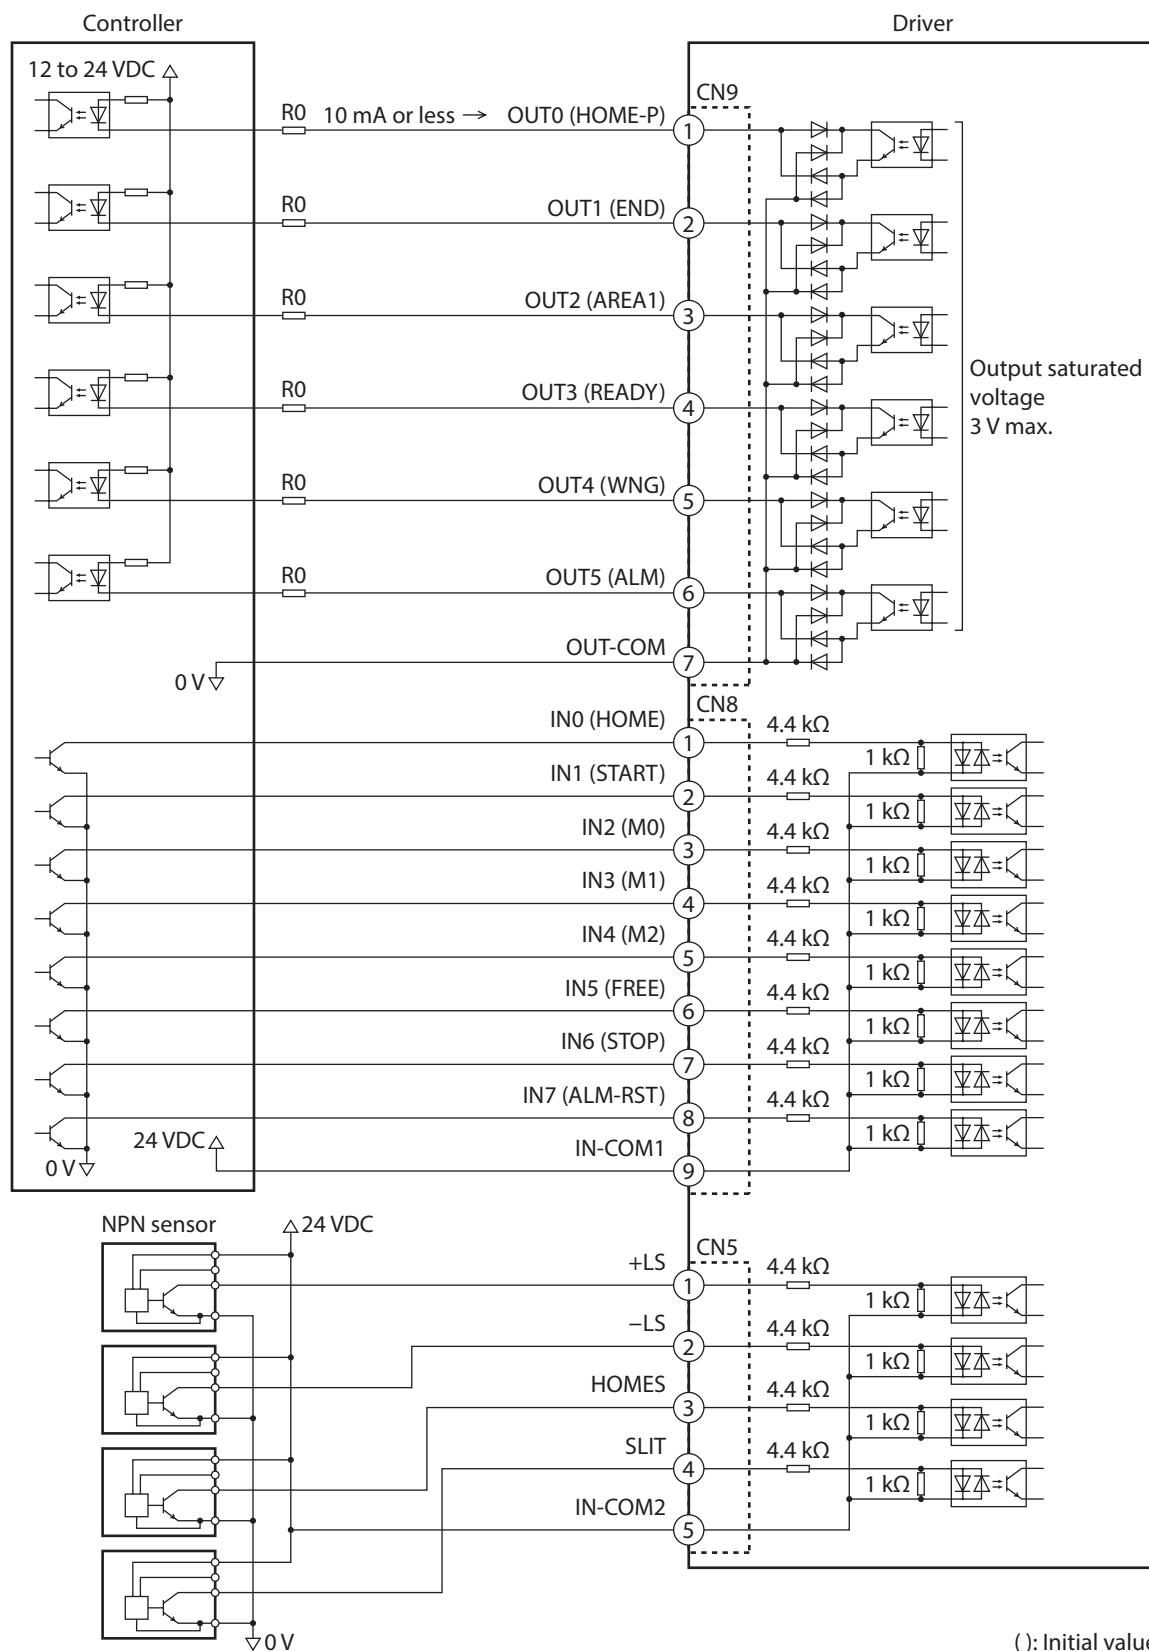 Controller
Driver
12 to 24 VDC
CN9
R0 10 mA or less → OUT0 (HOME-P)
1
R0
OUT1 (END)
2
R0
OUT2 (AREA1)
3
R0
OUT3 (READY)
4
R0
OUT4 (WNG)
5
R0
OUT5 (ALM)
6
OUT-COM
7
0 V
Output saturated
voltage
3 V max.
CN8
IN0 (HOME)
1
4.4 kΩ
1 kΩ
IN1 (START)
2
4.4 kΩ
1 kΩ
IN2 (M0)
3
4.4 kΩ
1 kΩ
IN3 (M1)
4
4.4 kΩ
1 kΩ
IN4 (M2)
5
4.4 kΩ
1 kΩ
IN5 (FREE)
6
4.4 kΩ
1 kΩ
IN6 (STOP)
7
4.4 kΩ
1 kΩ
IN7 (ALM-RST)
8
4.4 kΩ
1 kΩ
24 VDC
IN-COM1
9
0 V
NPN sensor
24 VDC
CN5
+LS
1
4.4 kΩ
1 kΩ
−LS
2
4.4 kΩ
1 kΩ
HOMES
3
4.4 kΩ
1 kΩ
SLIT
4
4.4 kΩ
1 kΩ
IN-COM2
5
0 V
( ): Initial value